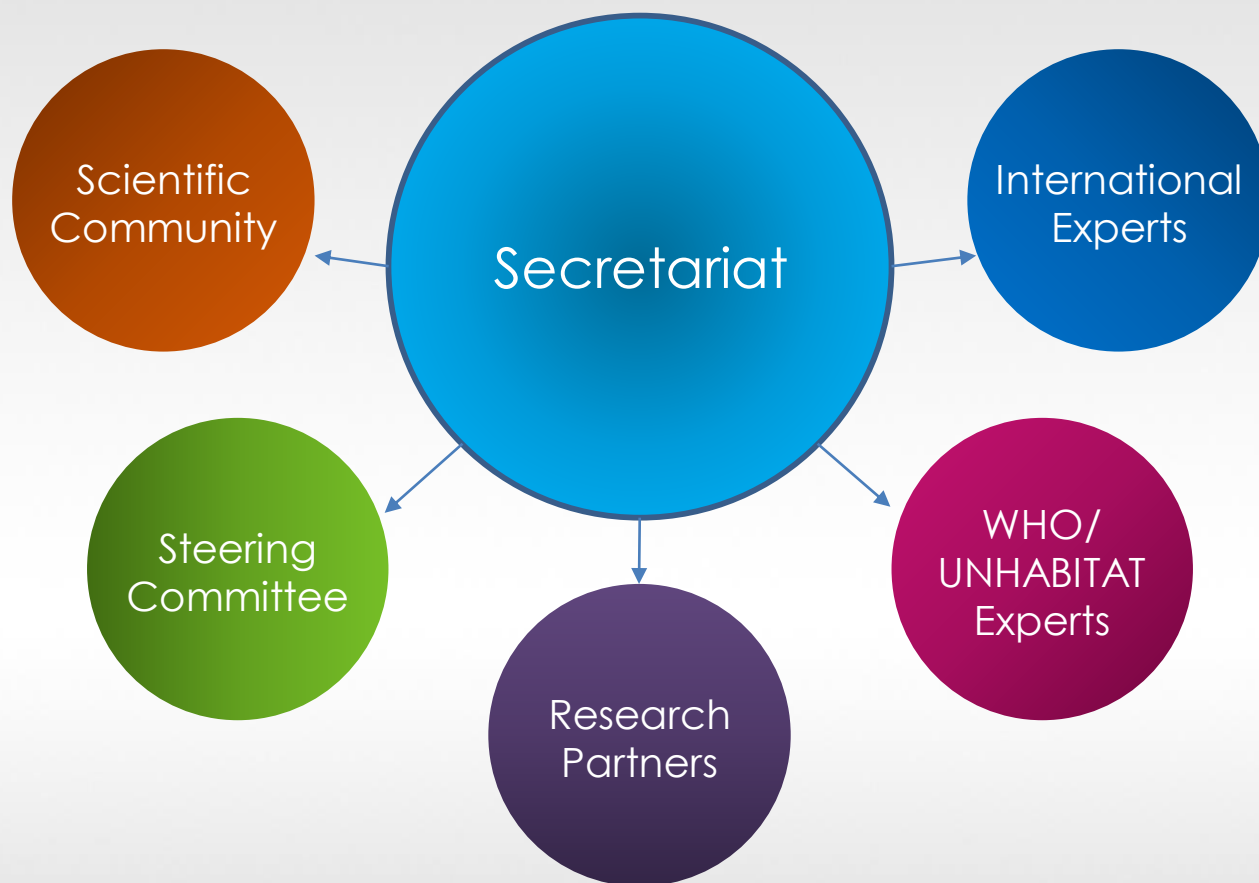 Scientific
Community
Secretariat
International
Experts
Steering
Committee
Research
Partners
WHO/
UNHABITAT
Experts